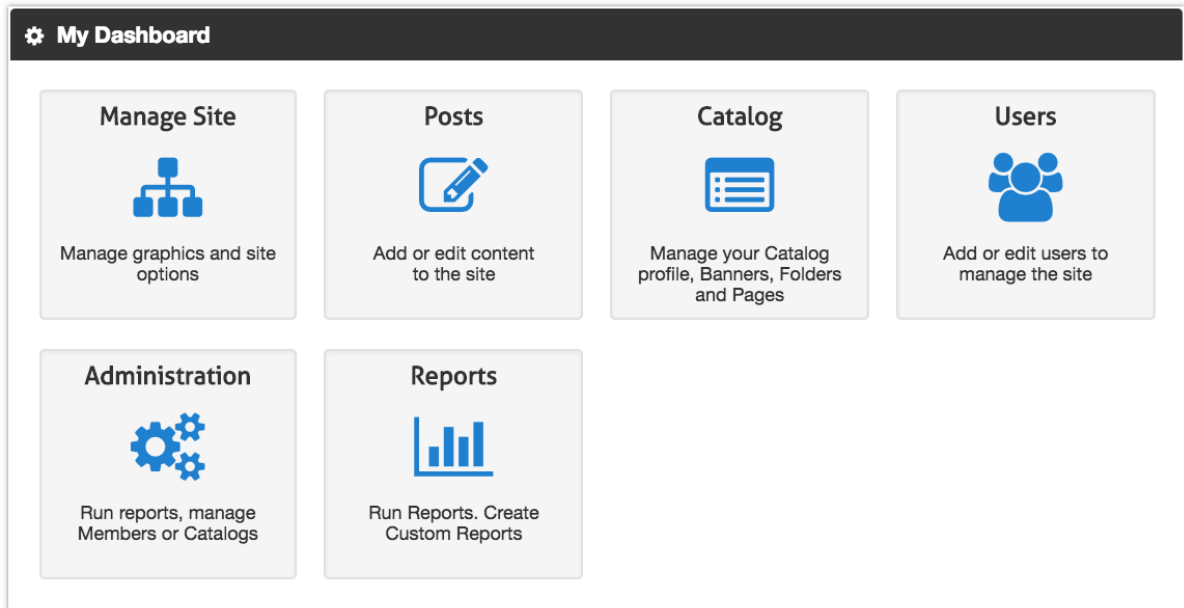 My Dashboard
Manage Site
Manage graphics and site
options
Posts
Add or edit content
to the site
Catalog
Manage your Catalog
profile, Banners, Folders
and Pages
Users
Add or edit users to
manage the site
Administration
Run reports, manage
Members or Catalogs
Reports
Run Reports. Create
Custom Reports